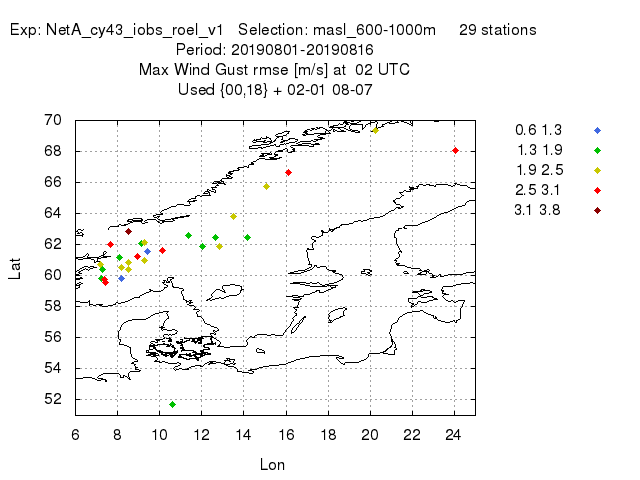 Exp: NetA_cy43_iobs_roel_v1 Selection: masl_600-1000m 29 stations
Period: 20190801-20190816
Max Wind Gust rmse [m/s] at 02 UTC
Used {00,18} + 02-01 08-07
70
68
66
64
62
60
58
56
54
52
Lat
6 8 10 12 14 16 18 20 22 24
Lon
0.6 1.3
1.3 1.9
1.9 2.5
2.5 3.1
3.1 3.8